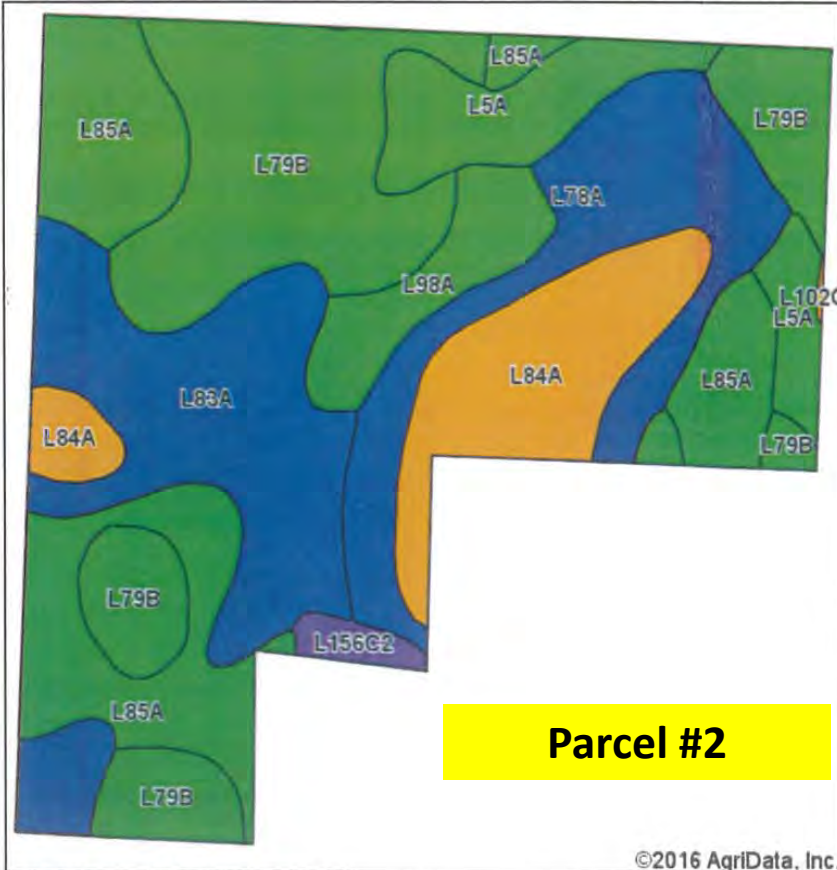 L85A
L5A
L85A
L79B
L79B
L78A
L98A
L102C
L5A
L84A
L85A
L83A
L84A
L79B
L79B
L156C2
L85A
Parcel #2
L79B
©2016 AgriData, Inc.